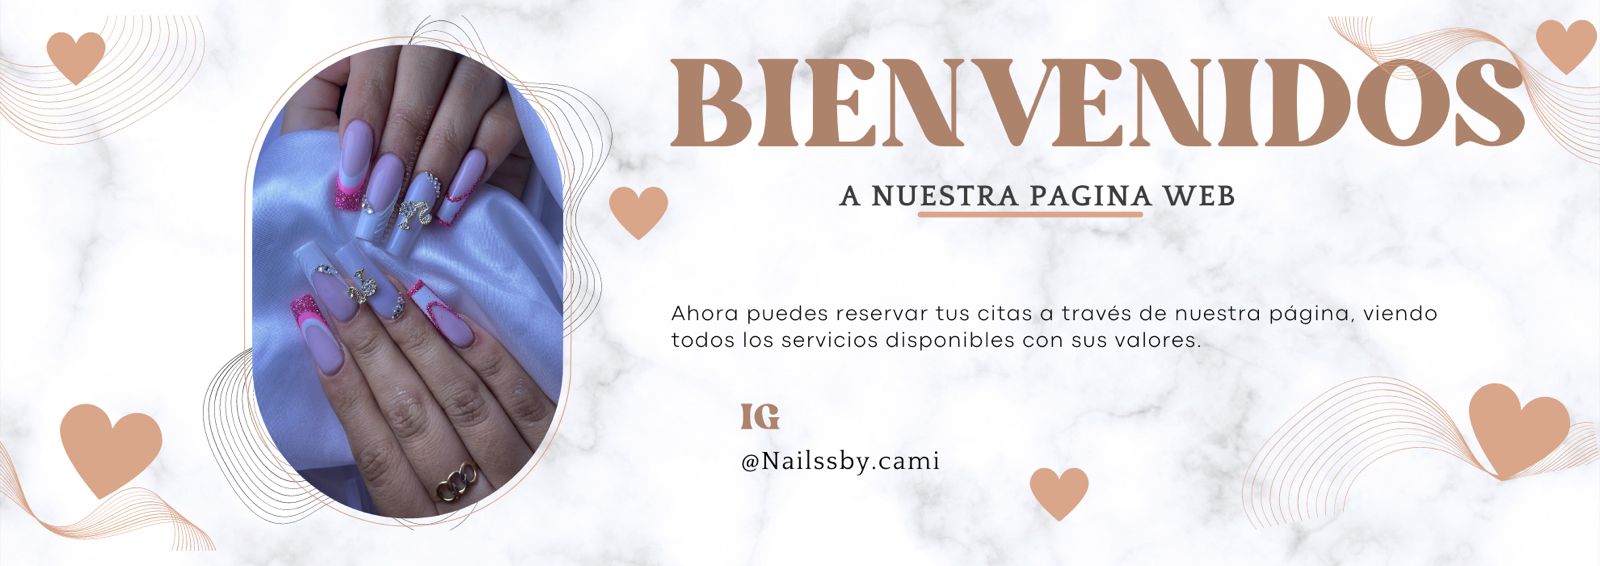 BIENVENIDOS
A NUESTRA PAGINA WEB
Ahora puedes reservar tus citas a través de nuestra página, viendo
todos los servicios disponibles con sus valores.
IG
@Nailssby.cami